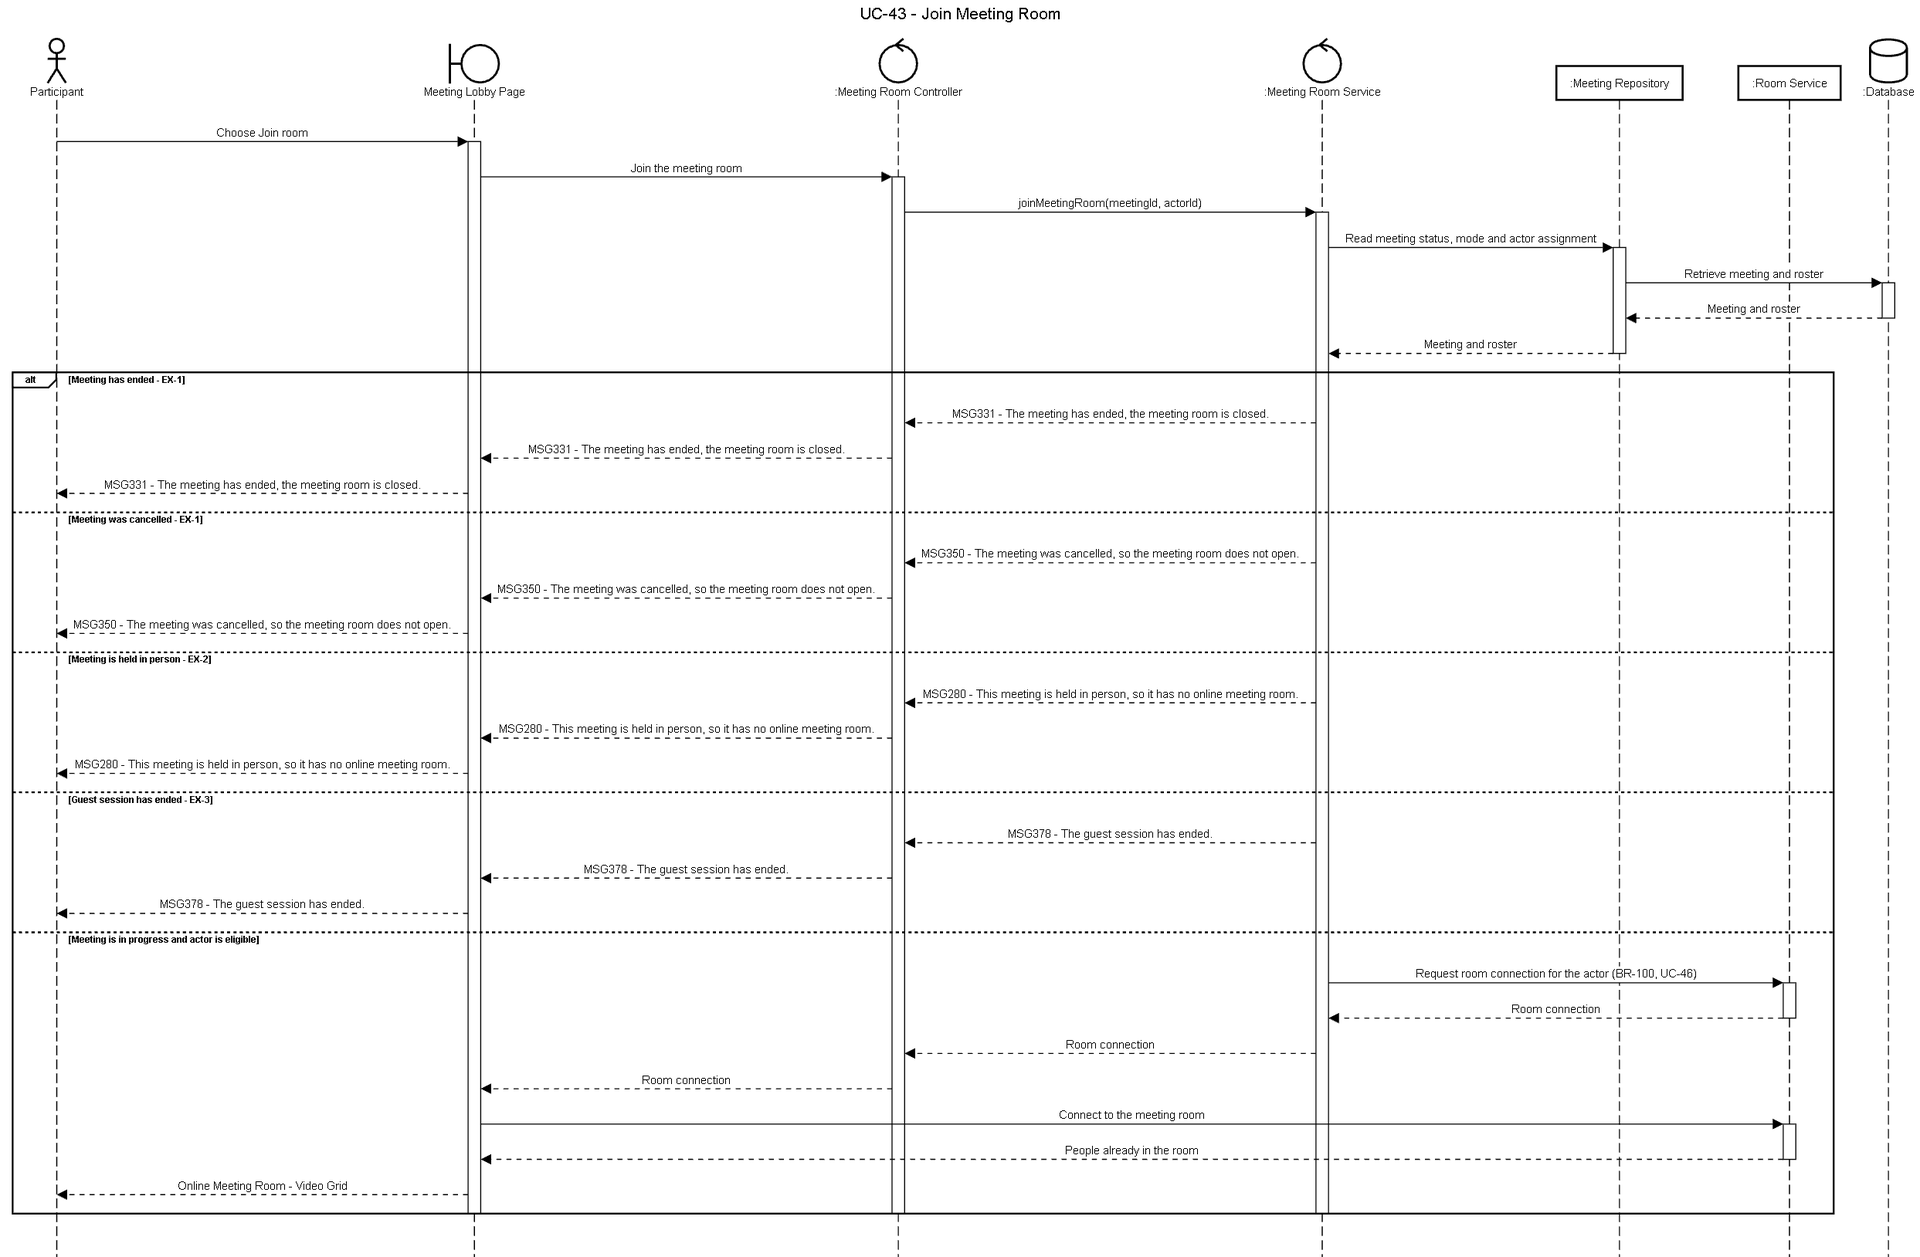 UC-43 - Join Meeting Room
Participant
Meeting Lobby Page
:Meeting Room Controller
:Meeting Room Service
:Meeting Repository
:Room Service
:Database
Choose Join room
Join the meeting room
joinMeetingRoom(meetingId, actorId)
Read meeting status, mode and actor assignment
Retrieve meeting and roster
Meeting and roster
Meeting and roster
alt
[Meeting has ended - EX-1]
MSG331 - The meeting has ended, the meeting room is closed.
MSG331 - The meeting has ended, the meeting room is closed.
MSG331 - The meeting has ended, the meeting room is closed.
[Meeting was cancelled - EX-1]
MSG350 - The meeting was cancelled, so the meeting room does not open.
MSG350 - The meeting was cancelled, so the meeting room does not open.
MSG350 - The meeting was cancelled, so the meeting room does not open.
[Meeting is held in person - EX-2]
MSG280 - This meeting is held in person, so it has no online meeting room.
MSG280 - This meeting is held in person, so it has no online meeting room.
MSG280 - This meeting is held in person, so it has no online meeting room.
[Guest session has ended - EX-3]
MSG378 - The guest session has ended.
MSG378 - The guest session has ended.
MSG378 - The guest session has ended.
[Meeting is in progress and actor is eligible]
Request room connection for the actor (BR-100, UC-46)
Room connection
Room connection
Room connection
Connect to the meeting room
People already in the room
Online Meeting Room - Video Grid